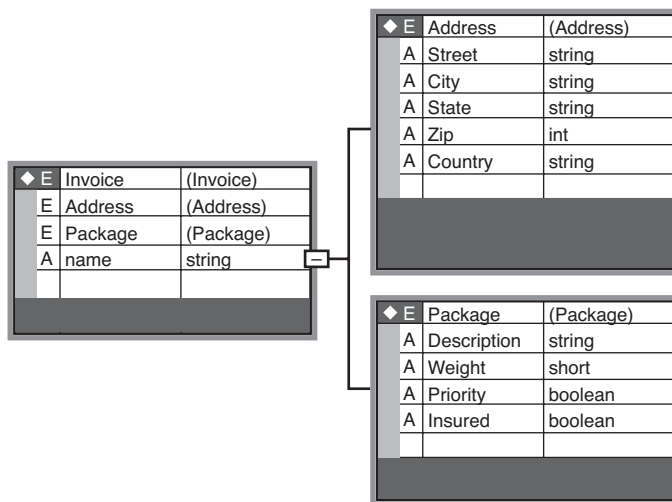 E Invoice (Invoice)
E Address (Address)
E Package (Package)
A name string
E Address (Address)
A Street string
A City string
A State string
A Zip int
A Country string
E Package (Package)
A Description string
A Weight short
A Priority boolean
A Insured boolean